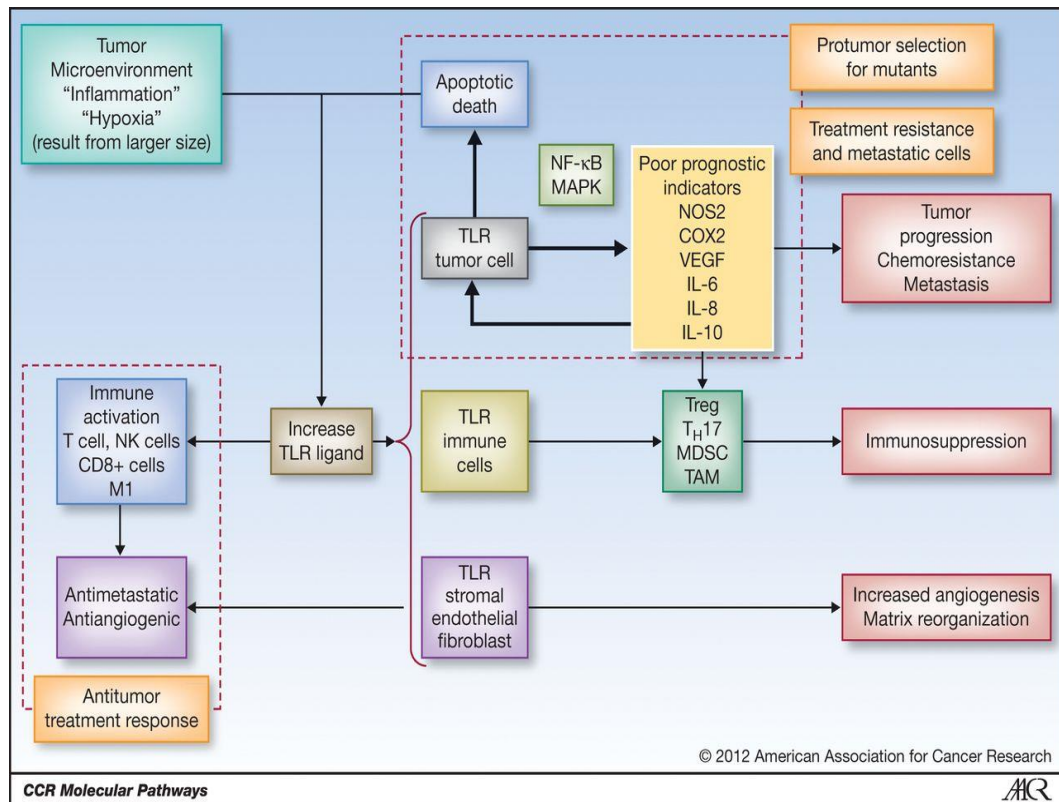 Tumor
Microenvironment
“Inflammation”
“Hypoxia”
(result from larger size)
Apoptotic
death
Protumor selection
for mutants
Treatment resistance
and metastatic cells
NF-κB
MAPK
Poor prognostic
indicators
NOS2
COX2
VEGF
IL-6
IL-8
IL-10
TLR
tumor cell
Tumor
progression
Chemoresistance
Metastasis
Immune
activation
T cell, NK cells
CD8+ cells
M1
Increase
TLR ligand
TLR
immune
cells
Treg
TH17
MDSC
TAM
Immunosuppression
Antimetastatic
Antiangiogenic
TLR
stromal
endothelial
fibroblast
Increased angiogenesis
Matrix reorganization
Antitumor
treatment response
© 2012 American Association for Cancer Research
CCR Molecular Pathways
AACR